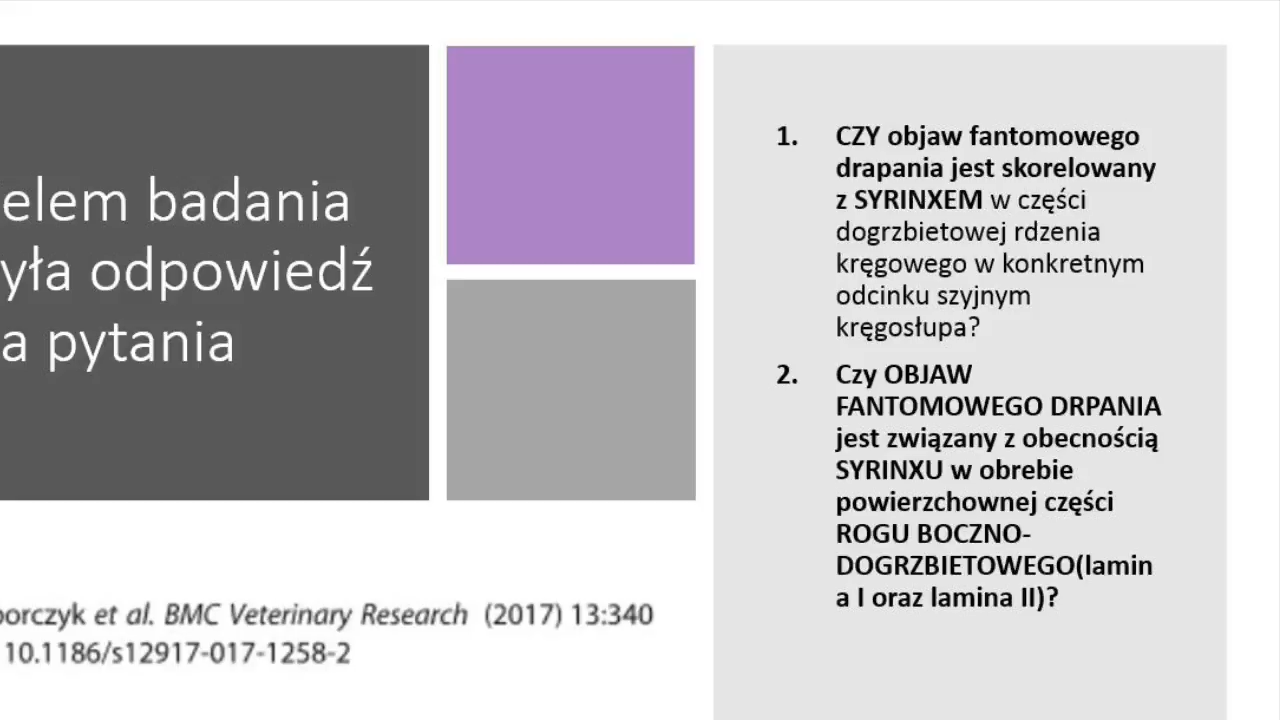 elem badania
yła odpowiedź
a pytania
1. CZY objaw fantomowego
drapania jest skorelowany
z SYRINXEM w części
dogrzbietowej rdzenia
kręgowego w konkretnym
odcinku szyjnym
kręgosłupa?
2. Czy OBJAW
FANTOMOWEGO DRPANIA
jest związany z obecnością
SYRINXU w obrebie
powierzchownej części
ROGU BOCZNO-
DOGRZBIETOWEGO(lamin
a I oraz lamina II)?
orczyk et al. BMC Veterinary Research (2017) 13:340
10.1186/s12917-017-1258-2